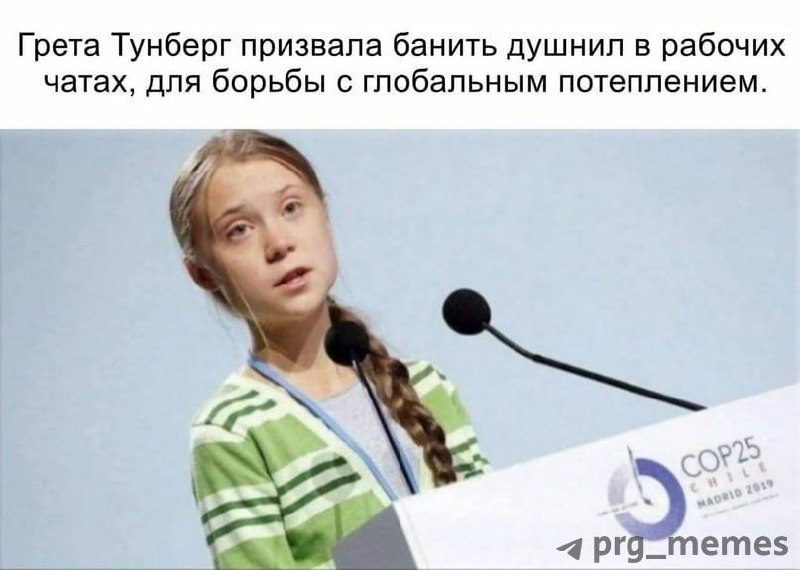 Грета Тунберг призвала банить душнил в рабочих
чатах, для борьбы с глобальным потеплением.
COP25
CHILE
MADRID 2019
prg_memes